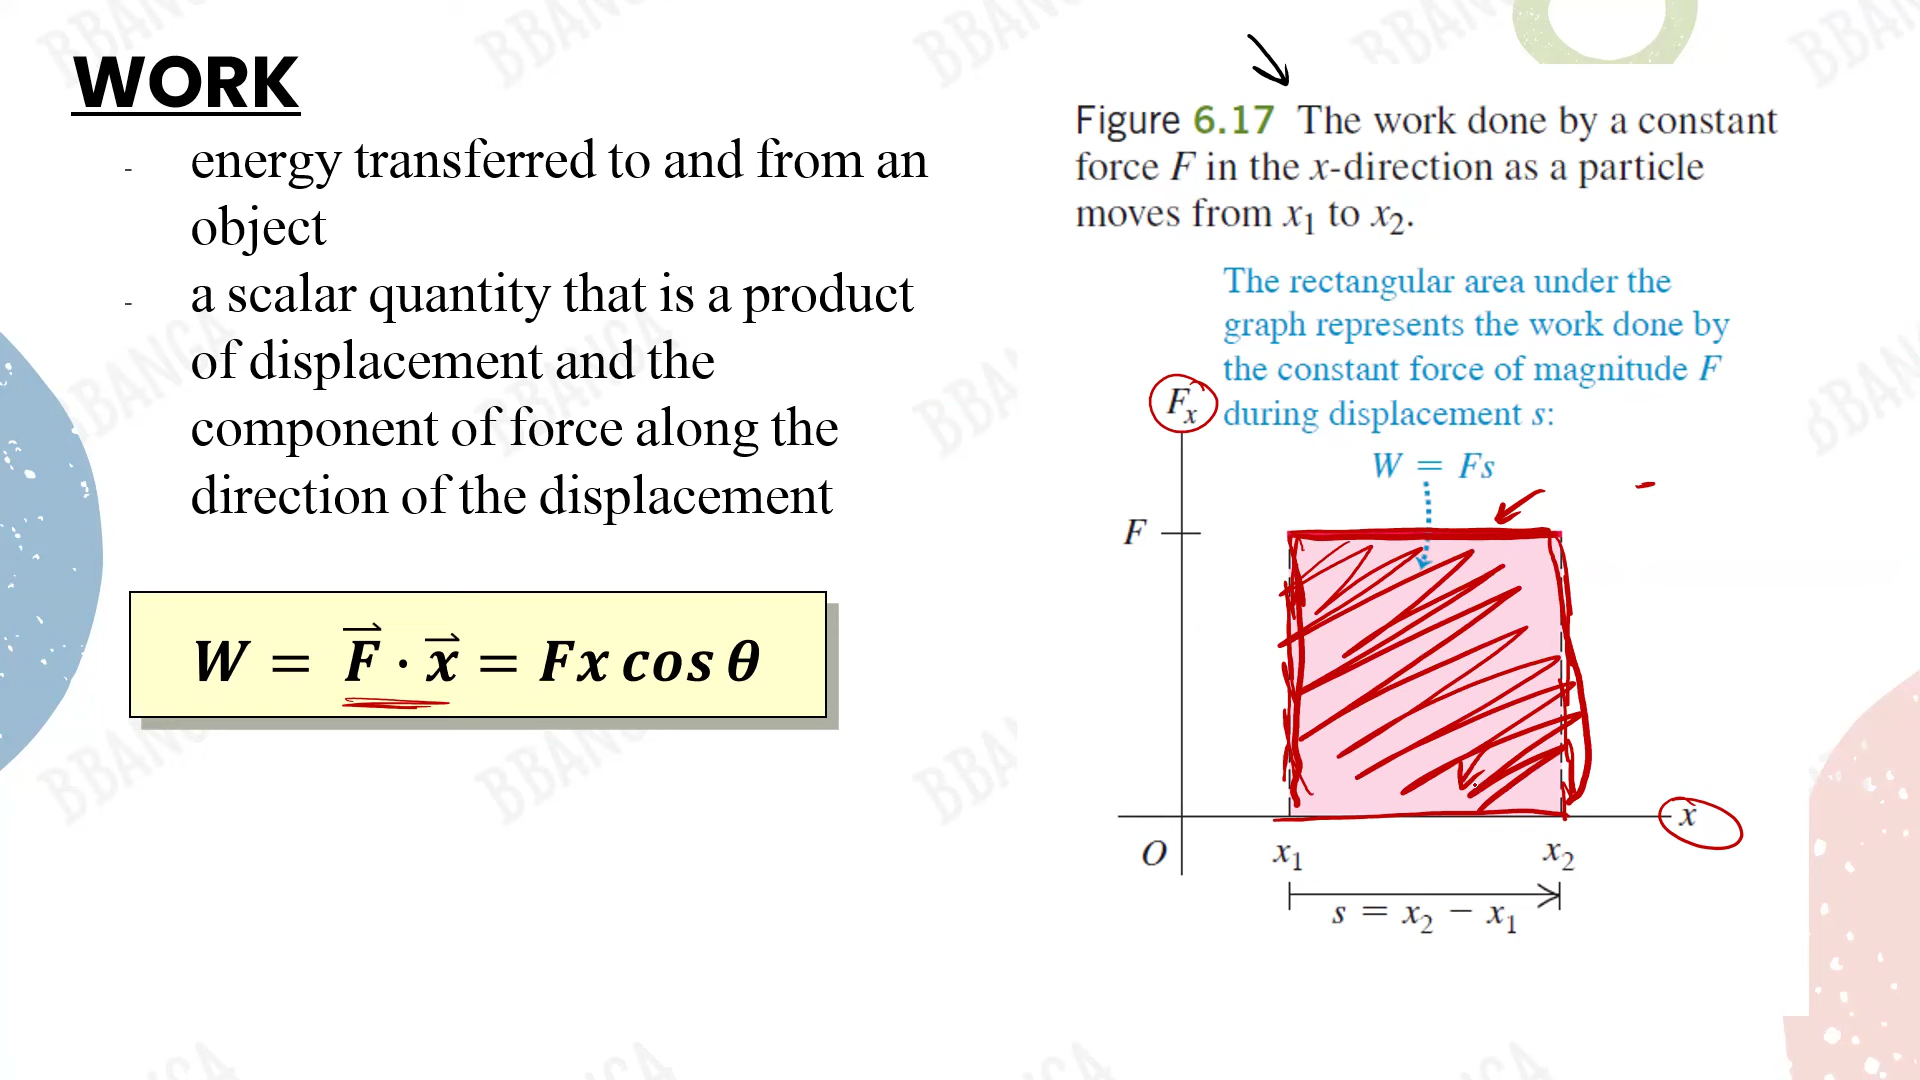 WORK
- energy transferred to and from an
object
- a scalar quantity that is a product
of displacement and the
component of force along the
direction of the displacement
W = F⃗ · x⃗ = Fx cos θ
Figure 6.17 The work done by a constant
force F in the x-direction as a particle
moves from x₁ to x₂.
The rectangular area under the
graph represents the work done by
the constant force of magnitude F
during displacement s:
W = Fs
Fₓ
F
x
O
x₁
x₂
s = x₂ − x₁
BBANGA